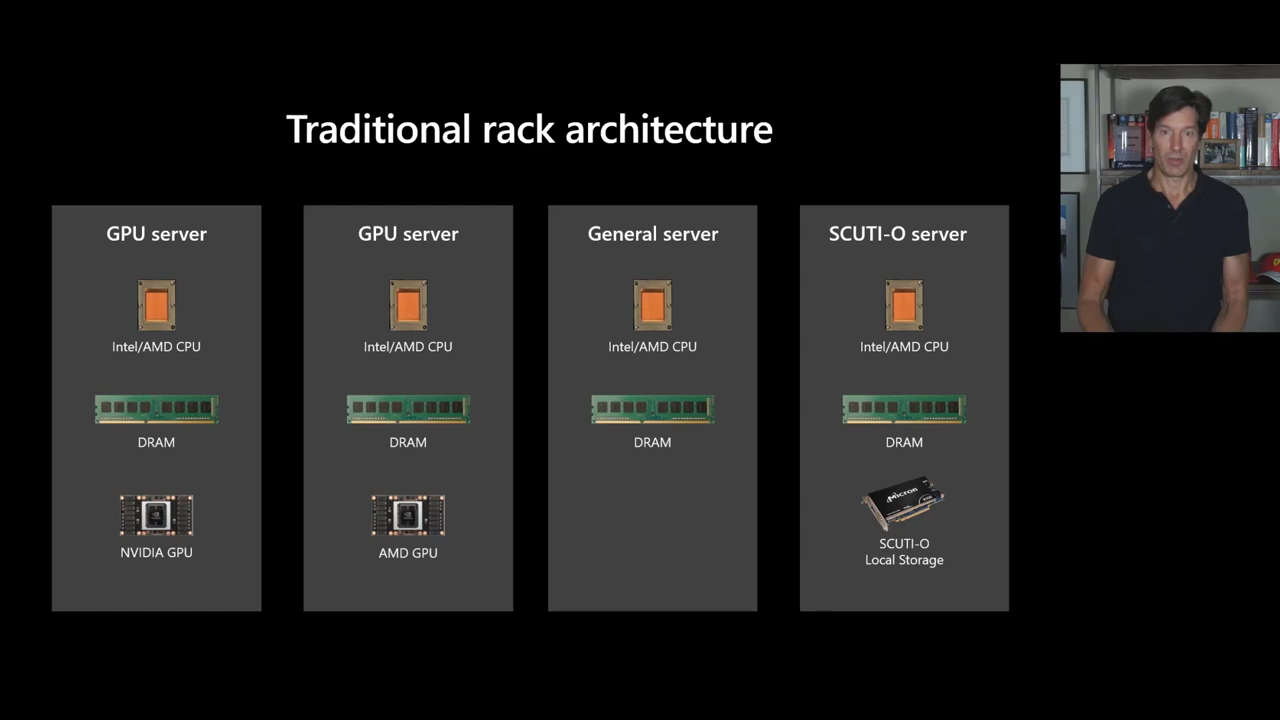 Traditional rack architecture
GPU server
Intel/AMD CPU
DRAM
NVIDIA GPU
GPU server
Intel/AMD CPU
DRAM
AMD GPU
General server
Intel/AMD CPU
DRAM
SCUTI-O server
Intel/AMD CPU
DRAM
MICRON
SCUTI-O
Local Storage